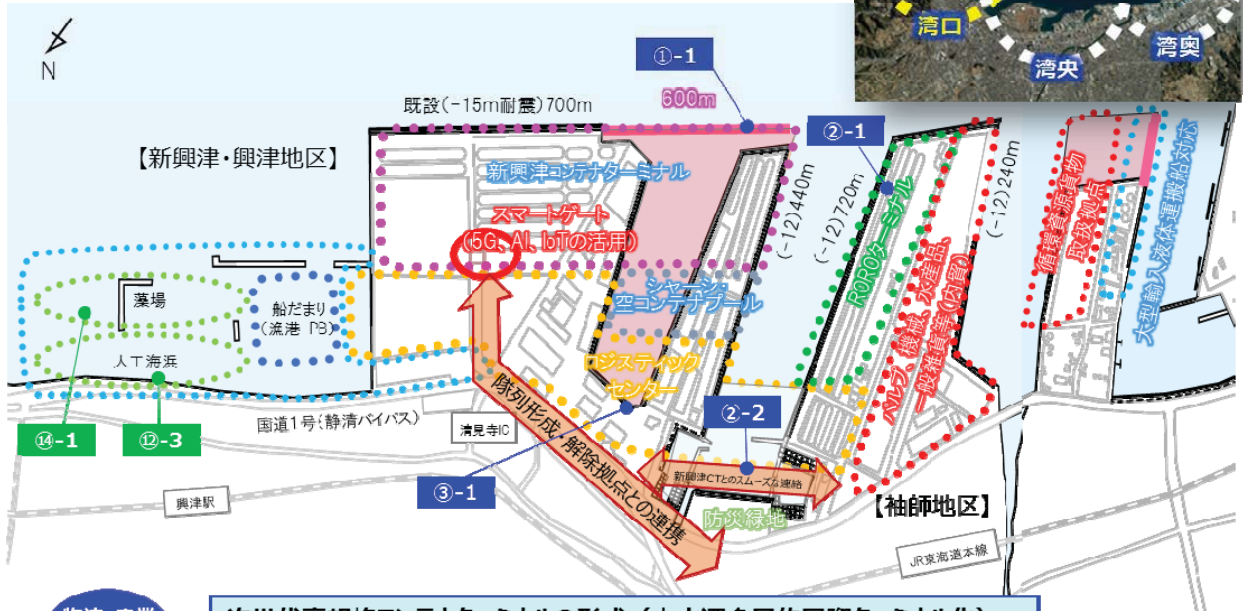 湾口
湾央
湾奥
N
①-1
既設(-15m耐震)700m
600m
②-1
【新興津・興津地区】
新興津コンテナターミナル
スマートゲート
(5G、AI、IoTの活用)
(-12)440m
(-12)720m
ROROターミナル
(-12)240m
パルプ、機械、水産品、
一般雑貨等(内貿)
循環資源貨物
取扱拠点
大型輸入液体運搬船対応
シャーシ・
空コンテナプール
ロジスティック
センター
藻場
船だまり
(漁港 PB)
人工海浜
⑭-1
⑫-3
国道1号(静清バイパス)
清見寺IC
②-2
隊列形成・解除拠点との連携
新興津CTとのスムーズな連絡
③-1
興津駅
防災緑地
【袖師地区】
JR東海道本線